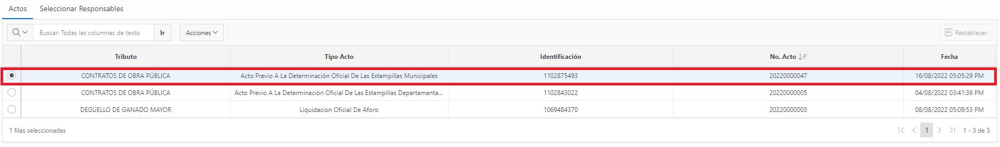 Actos Seleccionar Responsables
Buscar: Todas las columnas de texto Ir Acciones Restablecer
Tributo Tipo Acto Identificación No. Acto Fecha
CONTRATOS DE OBRA PÚBLICA Acto Previo A La Determinación Oficial De Las Estampillas Municipales 1102875493 20220000047 16/08/2022 05:05:29 PM
CONTRATOS DE OBRA PÚBLICA Acto Previo A La Determinación Oficial De Las Estampillas Departamenta... 1102843022 20220000005 04/08/2022 03:41:36 PM
DEGÜELLO DE GANADO MAYOR Liquidacion Oficial De Aforo 1069484370 20220000003 08/08/2022 05:09:53 PM
1 filas seleccionadas 1 1 - 3 de 3